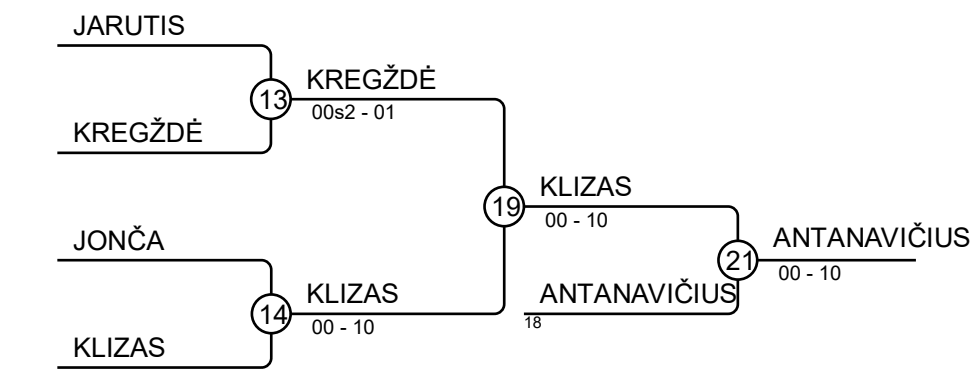 JARUTIS
KREGŽDĖ
13
KREGŽDĖ
00s2 - 01
JONČA
KLIZAS
14
KLIZAS
00 - 10
19
KLIZAS
00 - 10
ANTANAVIČIUS
18
21
ANTANAVIČIUS
00 - 10